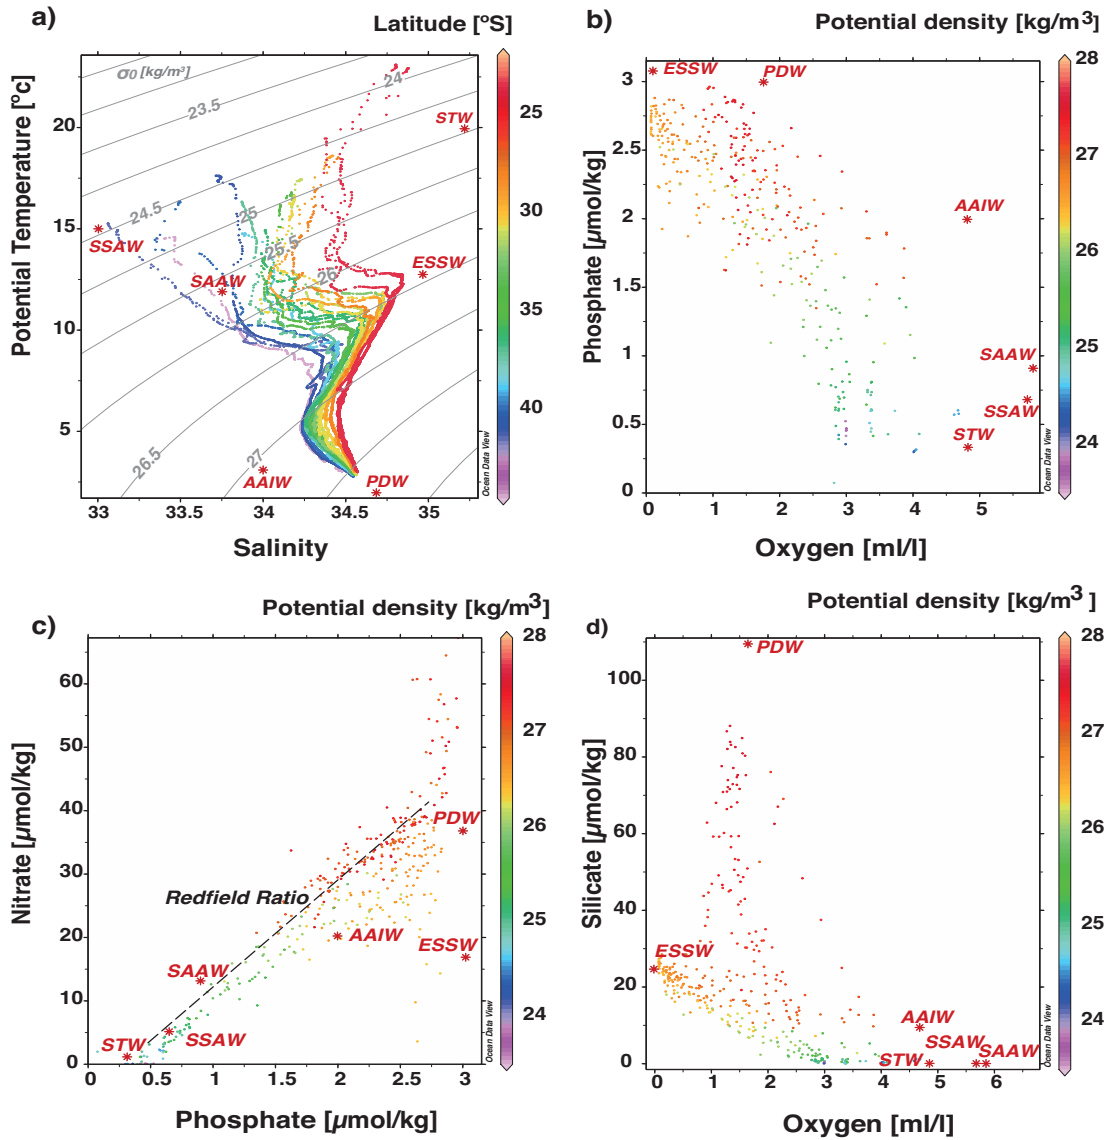 a)
Latitude [ºS]
σ₀ [kg/m³]
24
23.5
24.5
25
25.5
26
26.5
27
STW
SSAW
SAAW
ESSW
AAIW
PDW
20
15
10
5
Potential Temperature [ºc]
33
33.5
34
34.5
35
Salinity
25
30
35
40
Ocean Data View
b)
Potential density [kg/m³]
ESSW
PDW
AAIW
SAAW
SSAW
STW
3
2.5
2
1.5
1
0.5
0
Phosphate [µmol/kg]
0
1
2
3
4
5
Oxygen [ml/l]
28
27
26
25
24
Ocean Data View
c)
Potential density [kg/m³]
PDW
Redfield Ratio
AAIW
ESSW
SAAW
STW
SSAW
60
50
40
30
20
10
0
Nitrate [µmol/kg]
0
0.5
1
1.5
2
2.5
3
Phosphate [µmol/kg]
28
27
26
25
24
Ocean Data View
d)
Potential density [kg/m³ ]
PDW
ESSW
AAIW
SSAW
STW
SAAW
100
80
60
40
20
0
Silicate [µmol/kg]
0
1
2
3
4
5
6
Oxygen [ml/l]
28
27
26
25
24
Ocean Data View